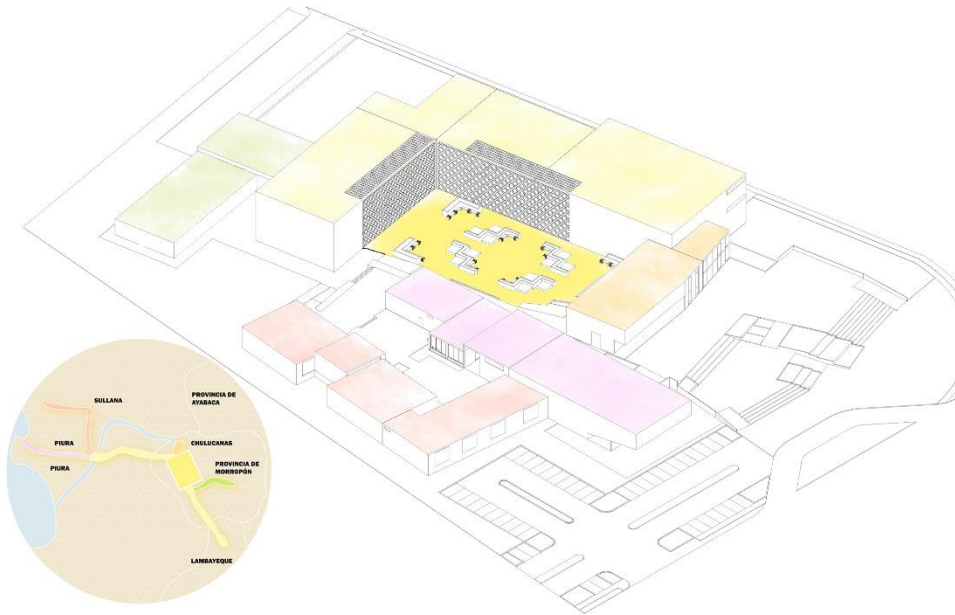 PROVINCIA DE
AYABACA
SULLANA
PIURA
CHULUCANAS
PIURA
PROVINCIA DE
MORROPÓN
LAMBAYEQUE